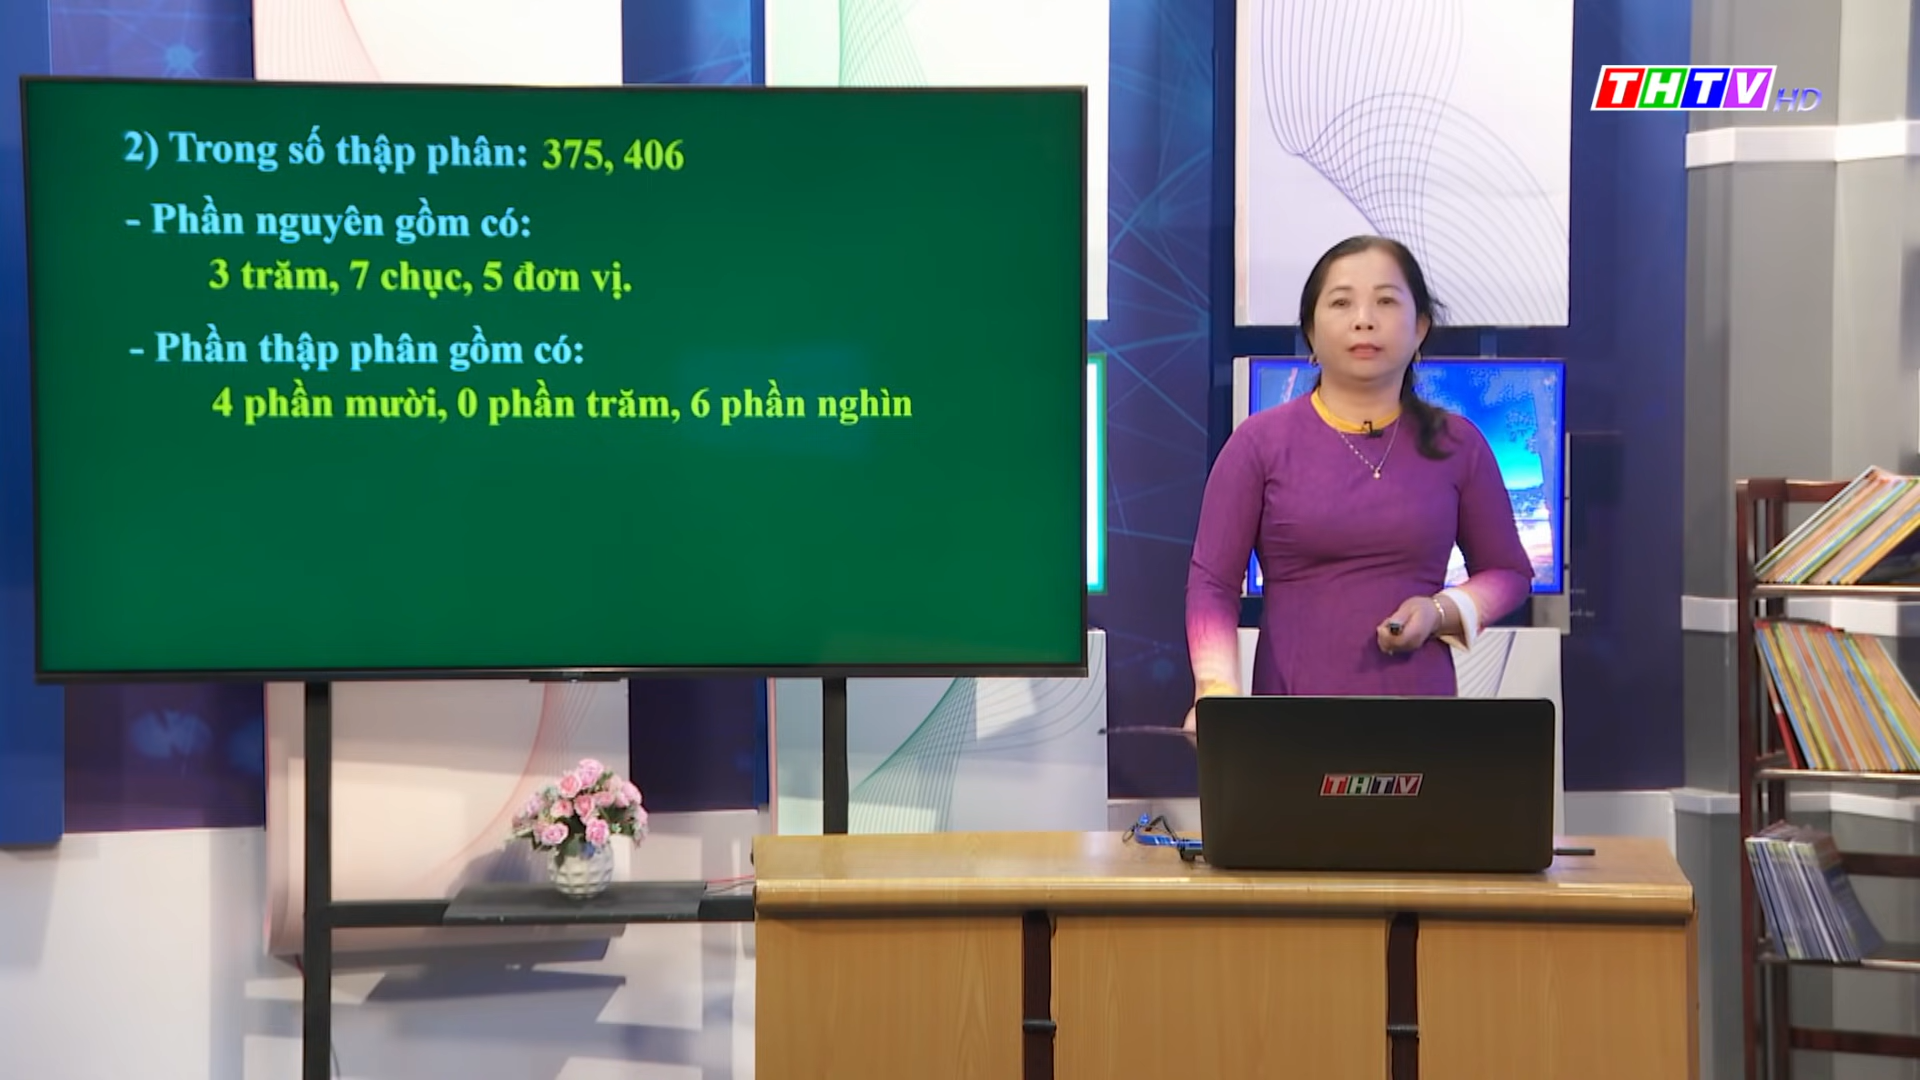 THTV HD
2) Trong số thập phân: 375, 406
- Phần nguyên gồm có:
3 trăm, 7 chục, 5 đơn vị.
- Phần thập phân gồm có:
4 phần mười, 0 phần trăm, 6 phần nghìn
THTV